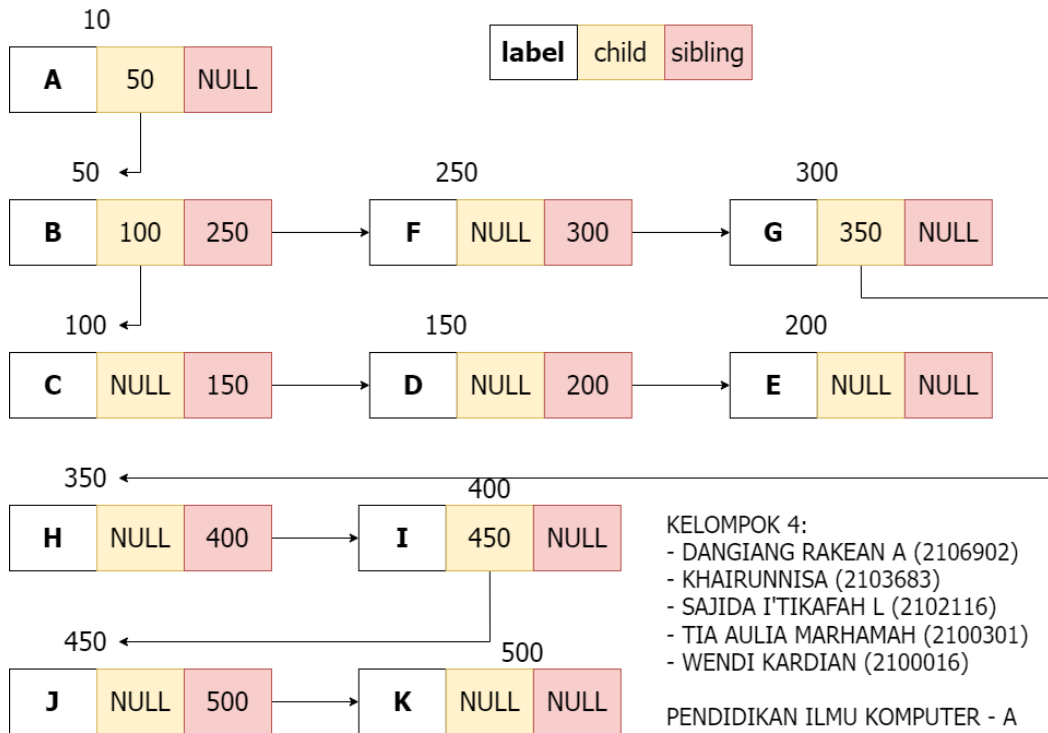 10
label child sibling
A 50 NULL
50 250 300
B 100 250 F NULL 300 G 350 NULL
100 150 200
C NULL 150 D NULL 200 E NULL NULL
350 400
H NULL 400 I 450 NULL
KELOMPOK 4:
- DANGIANG RAKEAN A (2106902)
- KHAIRUNNISA (2103683)
- SAJIDA I'TIKAFAH L (2102116)
- TIA AULIA MARHAMAH (2100301)
- WENDI KARDIAN (2100016)
450 500
J NULL 500 K NULL NULL
PENDIDIKAN ILMU KOMPUTER - A